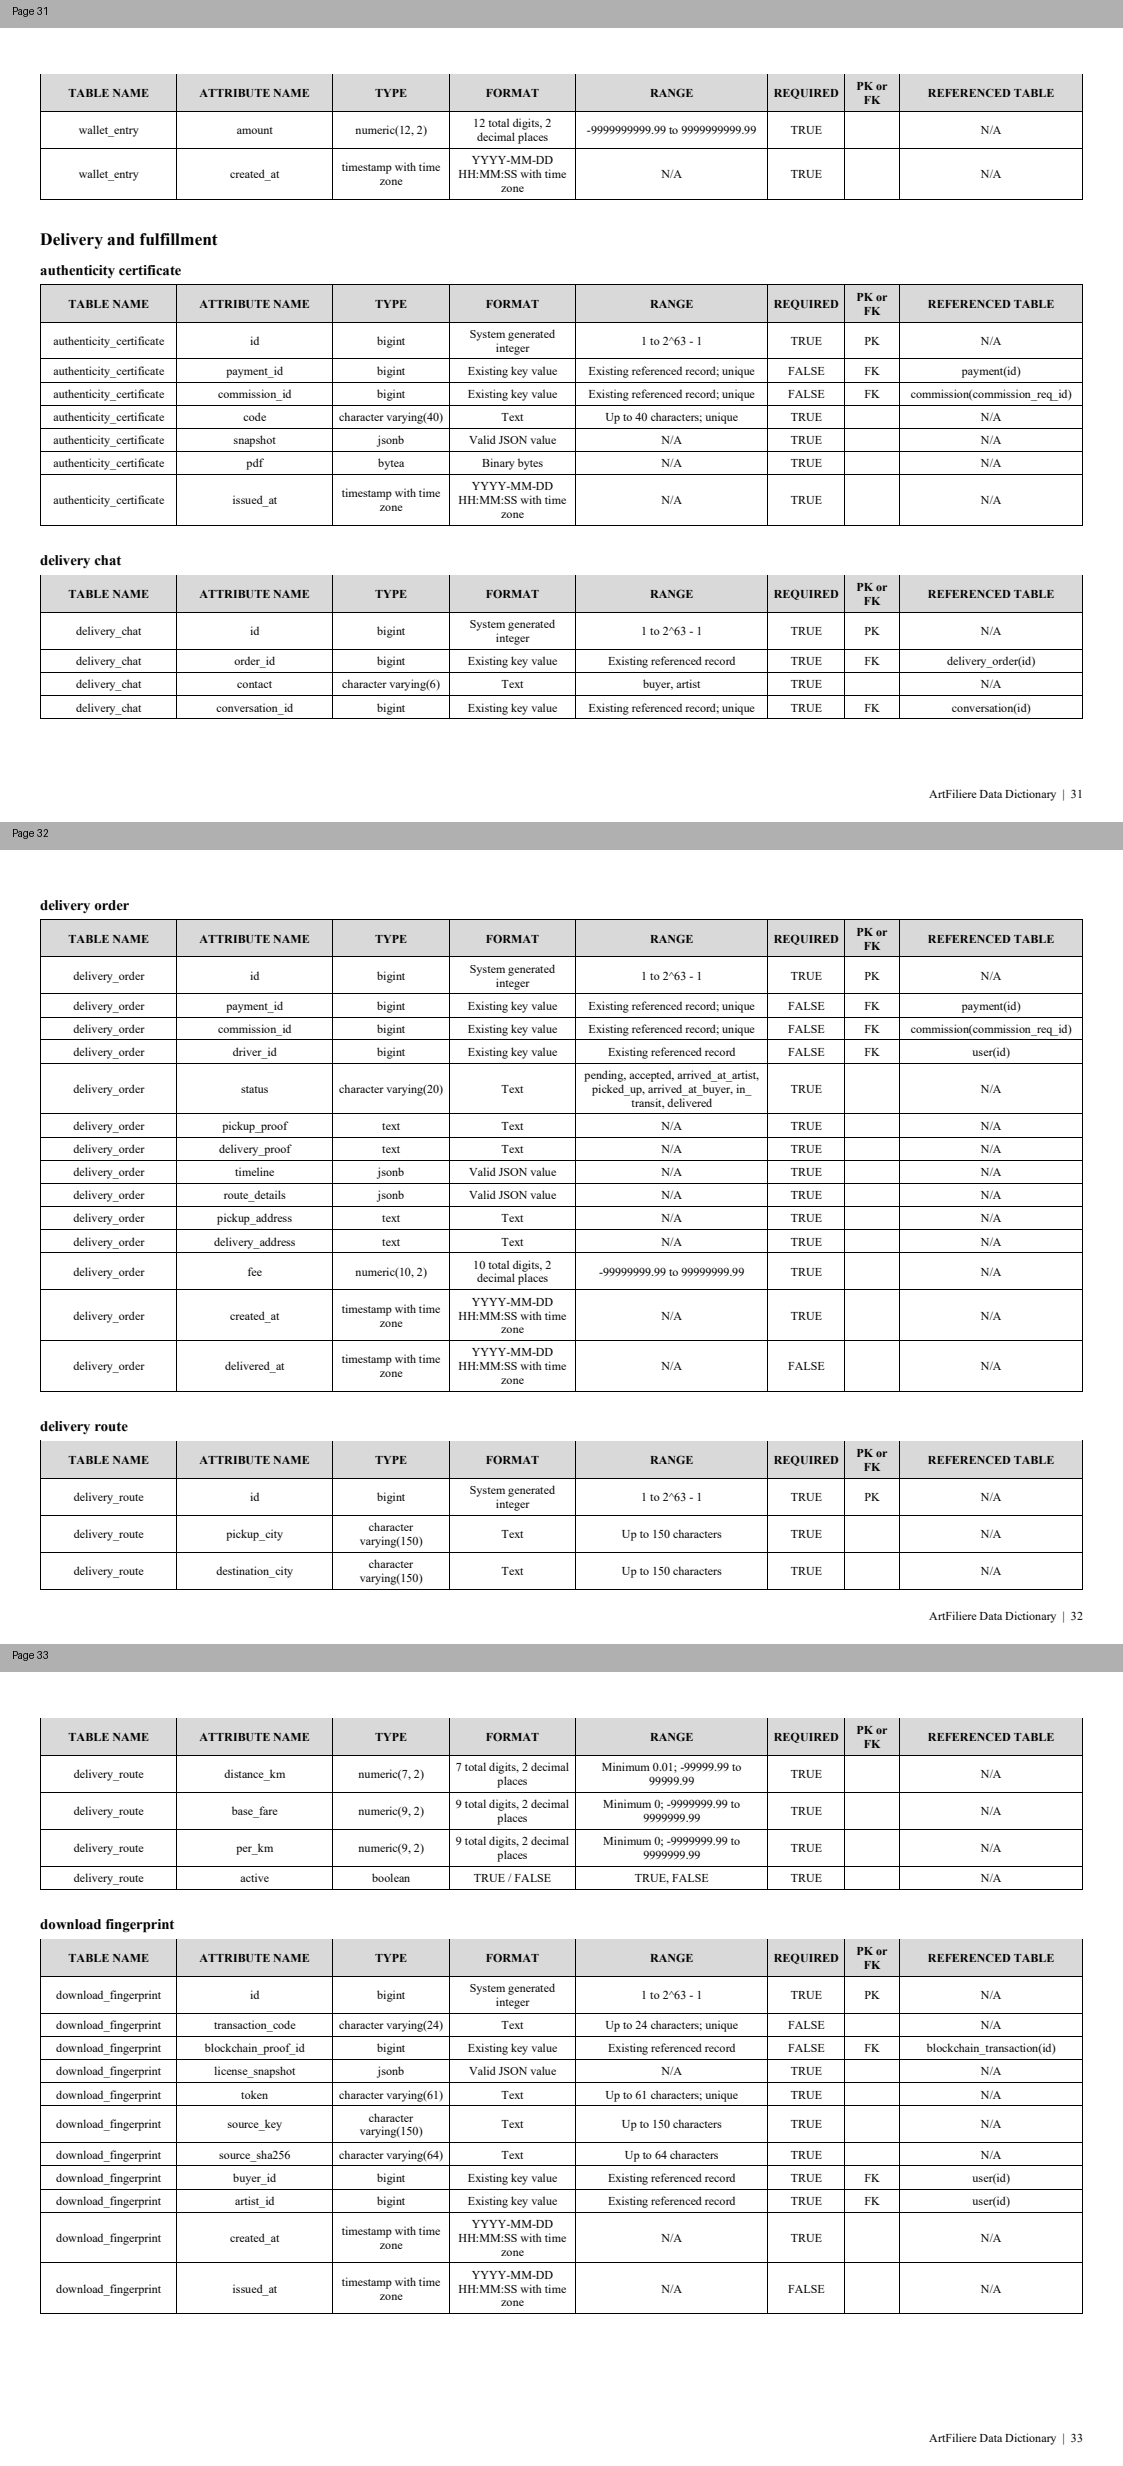 Page 31
TABLE NAME ATTRIBUTE NAME TYPE FORMAT RANGE REQUIRED PK or FK REFERENCED TABLE
wallet_entry amount numeric(12, 2) 12 total digits, 2 decimal places -9999999999.99 to 9999999999.99 TRUE N/A
wallet_entry created_at timestamp with time zone YYYY-MM-DD HH:MM:SS with time zone N/A TRUE N/A
Delivery and fulfillment
authenticity certificate
TABLE NAME ATTRIBUTE NAME TYPE FORMAT RANGE REQUIRED PK or FK REFERENCED TABLE
authenticity_certificate id bigint System generated integer 1 to 2^63 - 1 TRUE PK N/A
authenticity_certificate payment_id bigint Existing key value Existing referenced record; unique FALSE FK payment(id)
authenticity_certificate commission_id bigint Existing key value Existing referenced record; unique FALSE FK commission(commission_req_id)
authenticity_certificate code character varying(40) Text Up to 40 characters; unique TRUE N/A
authenticity_certificate snapshot jsonb Valid JSON value N/A TRUE N/A
authenticity_certificate pdf bytea Binary bytes N/A TRUE N/A
authenticity_certificate issued_at timestamp with time zone YYYY-MM-DD HH:MM:SS with time zone N/A TRUE N/A
delivery chat
TABLE NAME ATTRIBUTE NAME TYPE FORMAT RANGE REQUIRED PK or FK REFERENCED TABLE
delivery_chat id bigint System generated integer 1 to 2^63 - 1 TRUE PK N/A
delivery_chat order_id bigint Existing key value Existing referenced record TRUE FK delivery_order(id)
delivery_chat contact character varying(6) Text buyer, artist TRUE N/A
delivery_chat conversation_id bigint Existing key value Existing referenced record; unique TRUE FK conversation(id)
ArtFiliere Data Dictionary | 31
Page 32
delivery order
TABLE NAME ATTRIBUTE NAME TYPE FORMAT RANGE REQUIRED PK or FK REFERENCED TABLE
delivery_order id bigint System generated integer 1 to 2^63 - 1 TRUE PK N/A
delivery_order payment_id bigint Existing key value Existing referenced record; unique FALSE FK payment(id)
delivery_order commission_id bigint Existing key value Existing referenced record; unique FALSE FK commission(commission_req_id)
delivery_order driver_id bigint Existing key value Existing referenced record FALSE FK user(id)
delivery_order status character varying(20) Text pending, accepted, arrived_at_artist, picked_up, arrived_at_buyer, in_ transit, delivered TRUE N/A
delivery_order pickup_proof text Text N/A TRUE N/A
delivery_order delivery_proof text Text N/A TRUE N/A
delivery_order timeline jsonb Valid JSON value N/A TRUE N/A
delivery_order route_details jsonb Valid JSON value N/A TRUE N/A
delivery_order pickup_address text Text N/A TRUE N/A
delivery_order delivery_address text Text N/A TRUE N/A
delivery_order fee numeric(10, 2) 10 total digits, 2 decimal places -99999999.99 to 99999999.99 TRUE N/A
delivery_order created_at timestamp with time zone YYYY-MM-DD HH:MM:SS with time zone N/A TRUE N/A
delivery_order delivered_at timestamp with time zone YYYY-MM-DD HH:MM:SS with time zone N/A FALSE N/A
delivery route
TABLE NAME ATTRIBUTE NAME TYPE FORMAT RANGE REQUIRED PK or FK REFERENCED TABLE
delivery_route id bigint System generated integer 1 to 2^63 - 1 TRUE PK N/A
delivery_route pickup_city character varying(150) Text Up to 150 characters TRUE N/A
delivery_route destination_city character varying(150) Text Up to 150 characters TRUE N/A
ArtFiliere Data Dictionary | 32
Page 33
TABLE NAME ATTRIBUTE NAME TYPE FORMAT RANGE REQUIRED PK or FK REFERENCED TABLE
delivery_route distance_km numeric(7, 2) 7 total digits, 2 decimal places Minimum 0.01; -99999.99 to 99999.99 TRUE N/A
delivery_route base_fare numeric(9, 2) 9 total digits, 2 decimal places Minimum 0; -9999999.99 to 9999999.99 TRUE N/A
delivery_route per_km numeric(9, 2) 9 total digits, 2 decimal places Minimum 0; -9999999.99 to 9999999.99 TRUE N/A
delivery_route active boolean TRUE / FALSE TRUE, FALSE TRUE N/A
download fingerprint
TABLE NAME ATTRIBUTE NAME TYPE FORMAT RANGE REQUIRED PK or FK REFERENCED TABLE
download_fingerprint id bigint System generated integer 1 to 2^63 - 1 TRUE PK N/A
download_fingerprint transaction_code character varying(24) Text Up to 24 characters; unique FALSE N/A
download_fingerprint blockchain_proof_id bigint Existing key value Existing referenced record FALSE FK blockchain_transaction(id)
download_fingerprint license_snapshot jsonb Valid JSON value N/A TRUE N/A
download_fingerprint token character varying(61) Text Up to 61 characters; unique TRUE N/A
download_fingerprint source_key character varying(150) Text Up to 150 characters TRUE N/A
download_fingerprint source_sha256 character varying(64) Text Up to 64 characters TRUE N/A
download_fingerprint buyer_id bigint Existing key value Existing referenced record TRUE FK user(id)
download_fingerprint artist_id bigint Existing key value Existing referenced record TRUE FK user(id)
download_fingerprint created_at timestamp with time zone YYYY-MM-DD HH:MM:SS with time zone N/A TRUE N/A
download_fingerprint issued_at timestamp with time zone YYYY-MM-DD HH:MM:SS with time zone N/A FALSE N/A
ArtFiliere Data Dictionary | 33